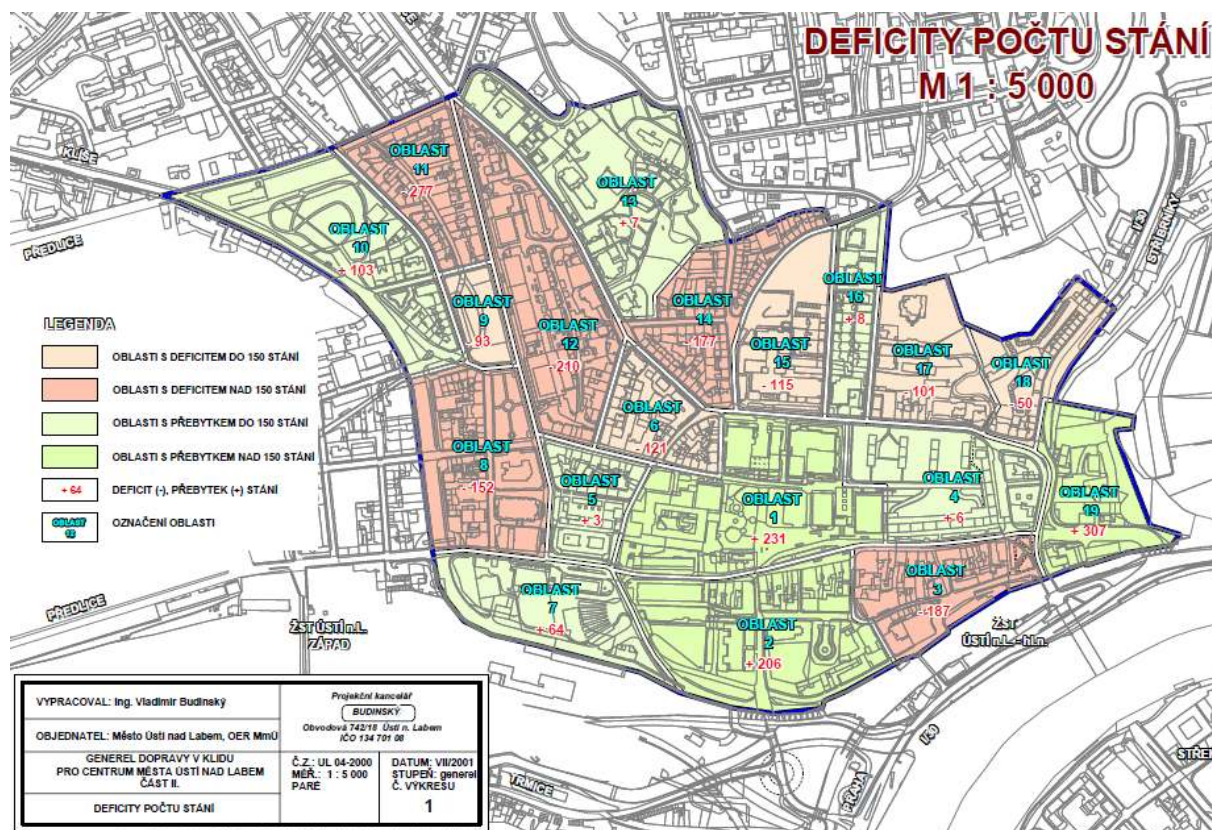 DEFICITY POČTU STÁNÍ
M 1 : 5 000
KLÍŠE
PŘEDLICE
OBLAST
11
- 277
OBLAST
13
+ 7
I/30
STŘÍBRNÍKY
OBLAST
10
+ 103
OBLAST
9
- 93
OBLAST
12
- 210
OBLAST
14
- 177
OBLAST
16
+ 8
OBLAST
15
- 115
OBLAST
17
- 101
OBLAST
18
- 50
LEGENDA
OBLASTI S DEFICITEM DO 150 STÁNÍ
OBLASTI S DEFICITEM NAD 150 STÁNÍ
OBLASTI S PŘEBYTKEM DO 150 STÁNÍ
OBLASTI S PŘEBYTKEM NAD 150 STÁNÍ
+ 64 DEFICIT (-), PŘEBYTEK (+) STÁNÍ
OZNAČENÍ OBLASTI
OBLAST
6
- 121
OBLAST
8
- 152
OBLAST
5
+ 3
OBLAST
1
+ 231
OBLAST
4
+ 6
OBLAST
19
+ 307
OBLAST
3
- 187
OBLAST
7
+ 64
OBLAST
2
+ 206
PŘEDLICE
ŽST ÚSTÍ n.L.
ZÁPAD
ŽST
ÚSTÍ n.L. - hl.n.
I/30
TRMICE
PRAHA
VYPRACOVAL: Ing. Vladimír Budinský
OBJEDNATEL: Město Ústí nad Labem, OER MmÚ
Projekční kancelář
BUDINSKÝ
Obvodová 742/18 Ústí n. Labem
IČO 134 701 08
GENEREL DOPRAVY V KLIDU
PRO CENTRUM MĚSTA ÚSTÍ NAD LABEM
ČÁST II.
Č.Z.: UL 04-2000
MĚŘ.: 1 : 5 000
PARÉ
DATUM: VII/2001
STUPEŇ: generel
Č. VÝKRESU
1
DEFICITY POČTU STÁNÍ